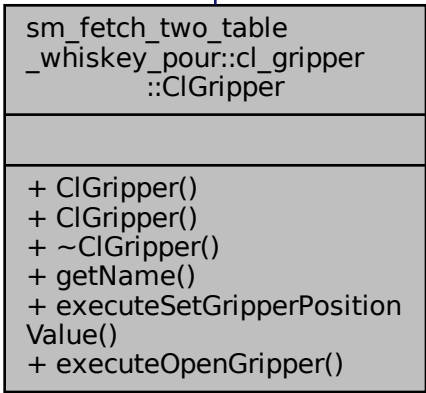 sm_fetch_two_table
_whiskey_pour::cl_gripper
::ClGripper
+ ClGripper()
+ ClGripper()
+ ~ClGripper()
+ getName()
+ executeSetGripperPosition
Value()
+ executeOpenGripper()